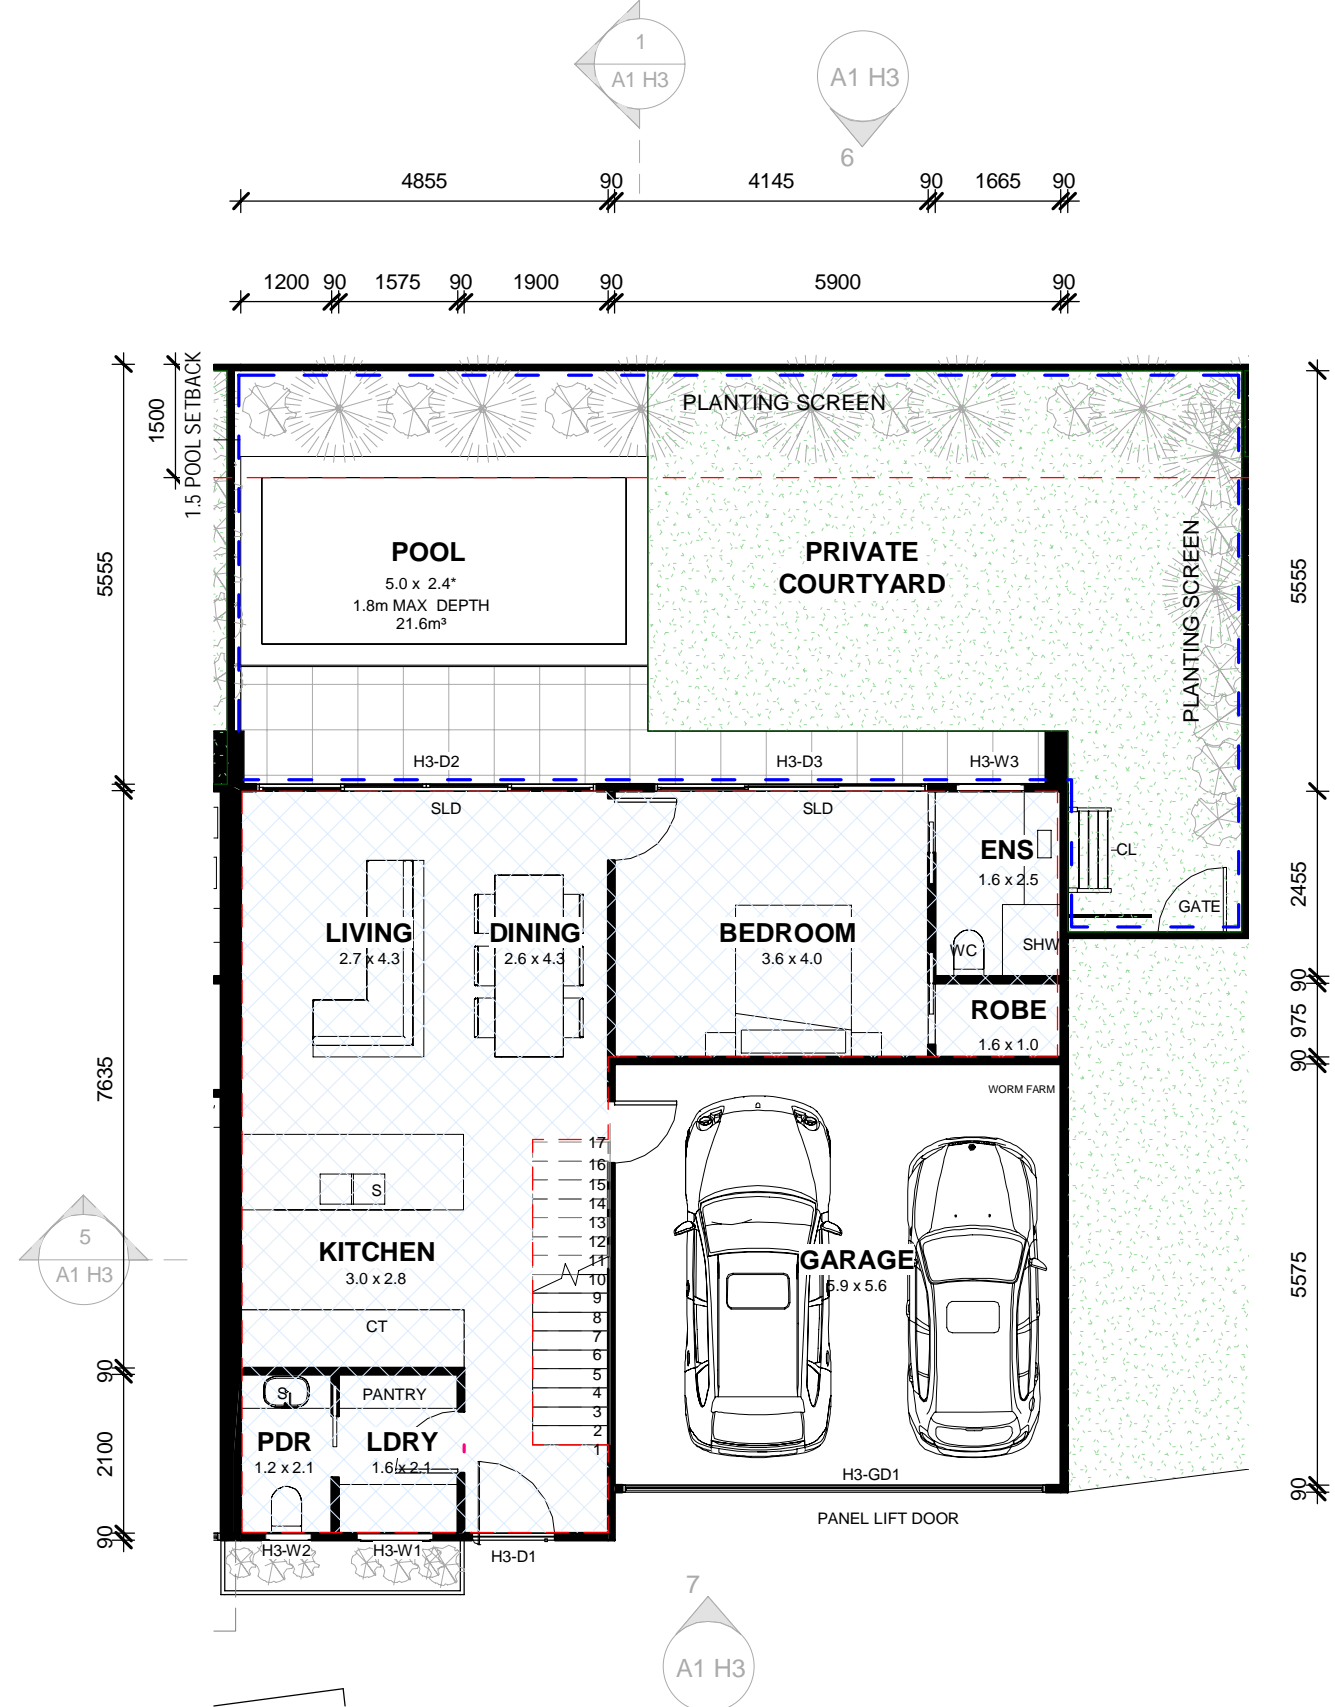 1
A1 H3
A1 H3
6
4855
90
4145
90
1665
90
1200
90
1575
90
1900
90
5900
90
1500
1.5 POOL SETBACK
PLANTING SCREEN
PLANTING SCREEN
5555
5555
POOL
5.0 x 2.4*
1.8m MAX DEPTH
21.6m³
PRIVATE
COURTYARD
H3-D2
H3-D3
H3-W3
SLD
SLD
ENS
1.6 x 2.5
CL
GATE
LIVING
2.7 x 4.3
DINING
2.6 x 4.3
BEDROOM
3.6 x 4.0
WC
SHW
2455
90
975
90
ROBE
1.6 x 1.0
WORM FARM
7635
17
16
15
14
13
12
11
10
9
8
7
6
5
4
3
2
1
S
KITCHEN
3.0 x 2.8
CT
GARAGE
5.9 x 5.6
5575
5
A1 H3
90
S
PANTRY
PDR
1.2 x 2.1
LDRY
1.6 x 2.1
2100
90
H3-GD1
90
PANEL LIFT DOOR
H3-W2
H3-W1
H3-D1
7
A1 H3